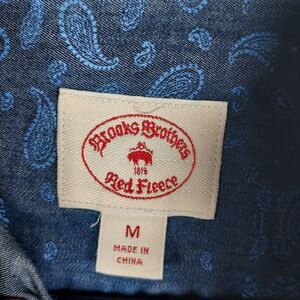 Brooks Brothers
1818
Red Fleece
M
MADE IN
CHINA